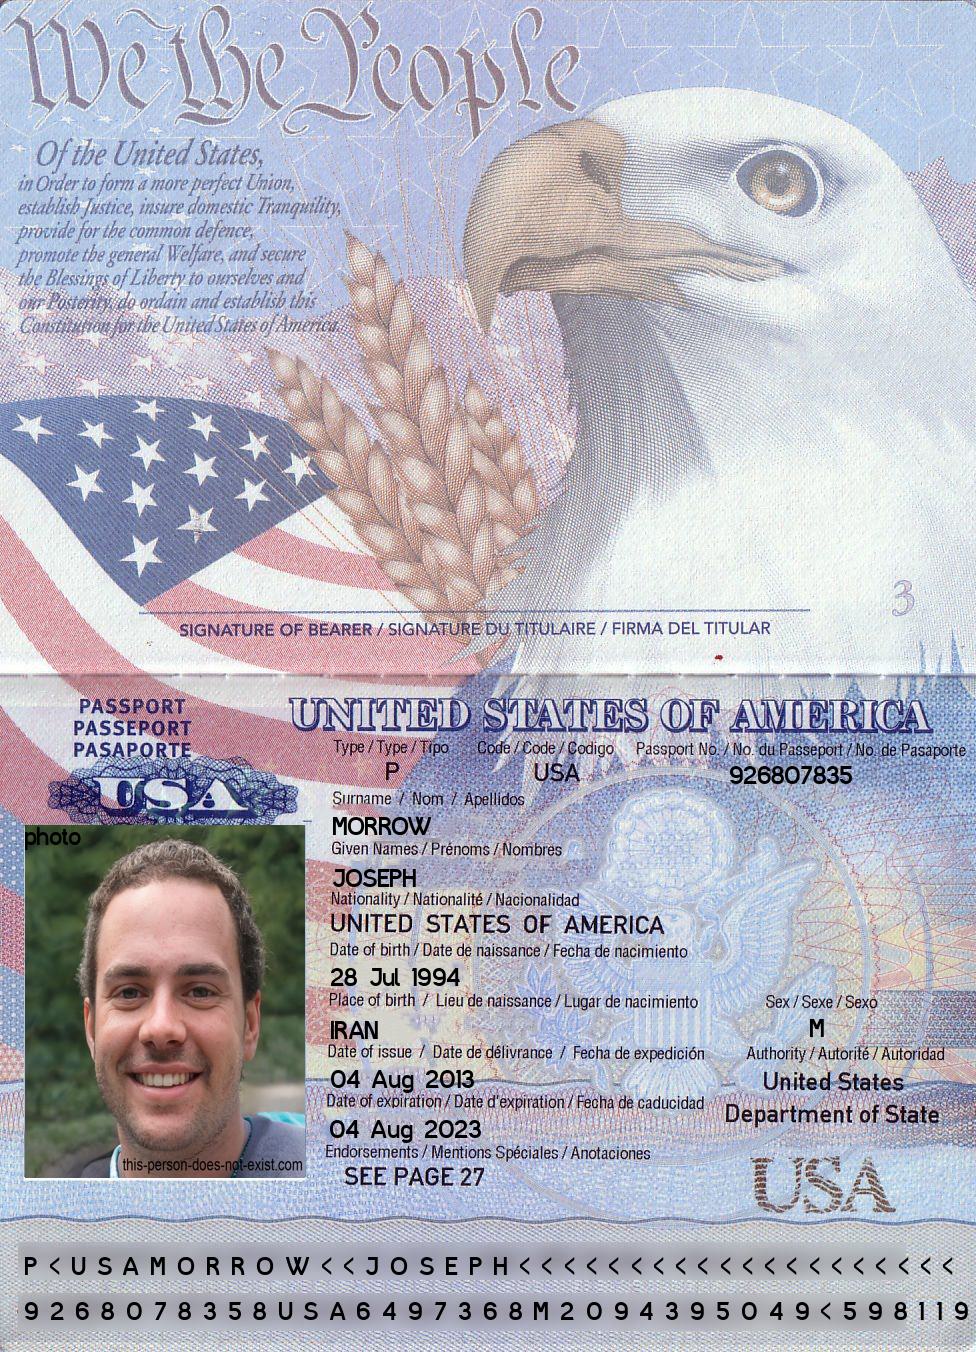 We the People
Of the United States,
in Order to form a more perfect Union,
establish Justice, insure domestic Tranquility,
provide for the common defence,
promote the general Welfare, and secure
the Blessings of Liberty to ourselves and
our Posterity, do ordain and establish this
Constitution for the United States of America.
3
SIGNATURE OF BEARER / SIGNATURE DU TITULAIRE / FIRMA DEL TITULAR
PASSPORT
PASSEPORT
PASAPORTE
USA
UNITED STATES OF AMERICA
Type / Type / Tipo Code / Code / Codigo Passport No. / No. du Passeport / No. de Pasaporte
P USA 926807835
Surname / Nom / Apellidos
MORROW
Given Names / Prénoms / Nombres
JOSEPH
Nationality / Nationalité / Nacionalidad
UNITED STATES OF AMERICA
Date of birth / Date de naissance / Fecha de nacimiento
28 Jul 1994
Place of birth / Lieu de naissance / Lugar de nacimiento Sex / Sexe / Sexo
IRAN M
Date of issue / Date de délivrance / Fecha de expedición Authority / Autorité / Autoridad
04 Aug 2013 United States
Date of expiration / Date d'expiration / Fecha de caducidad Department of State
04 Aug 2023
Endorsements / Mentions Spéciales / Anotaciones
SEE PAGE 27
USA
photo
this-person-does-not-exist.com
P<USAMORROW<<JOSEPH<<<<<<<<<<<<<<<<<<<<
9268078358USA6497368M2094395049<598119